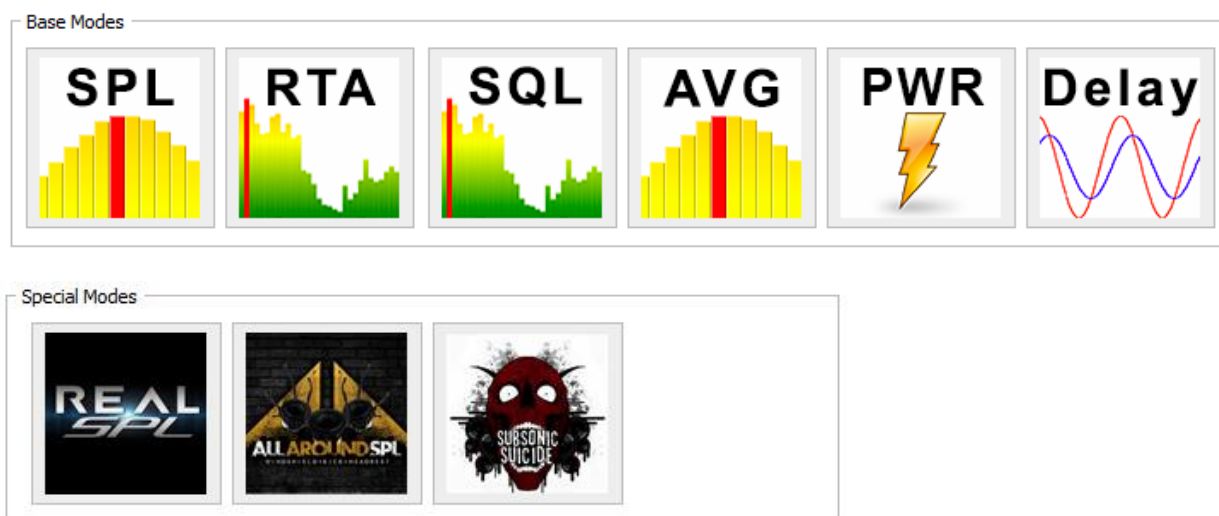 Base Modes
SPL
RTA
SQL
AVG
PWR
Delay
Special Modes
REAL
SPL
ALL AROUND SPL
SUBSONIC
SUICIDE